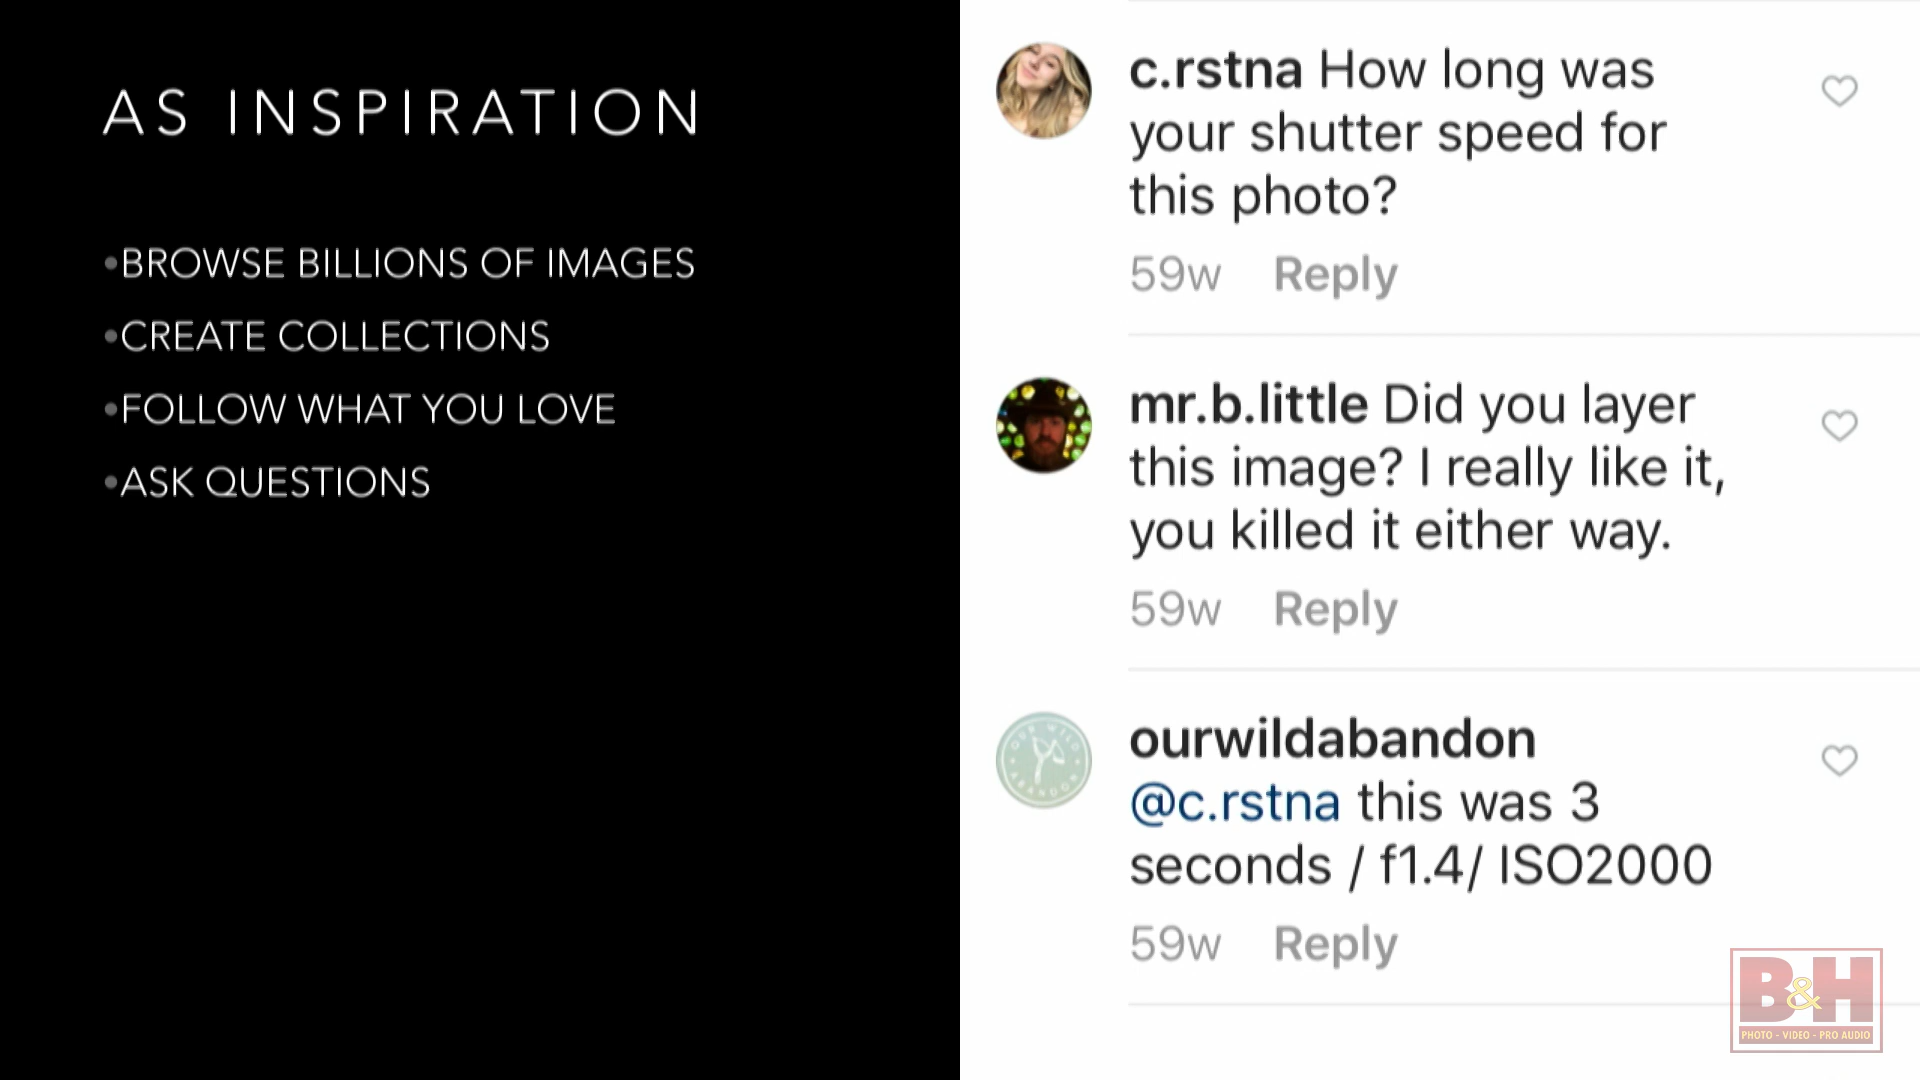 AS INSPIRATION
•BROWSE BILLIONS OF IMAGES
•CREATE COLLECTIONS
•FOLLOW WHAT YOU LOVE
•ASK QUESTIONS
c.rstna How long was
your shutter speed for
this photo?
59w Reply
mr.b.little Did you layer
this image? I really like it,
you killed it either way.
59w Reply
OUR WILD
ABANDON
ourwildabandon
@c.rstna this was 3
seconds / f1.4/ ISO2000
59w Reply
B&H
PHOTO - VIDEO - PRO AUDIO